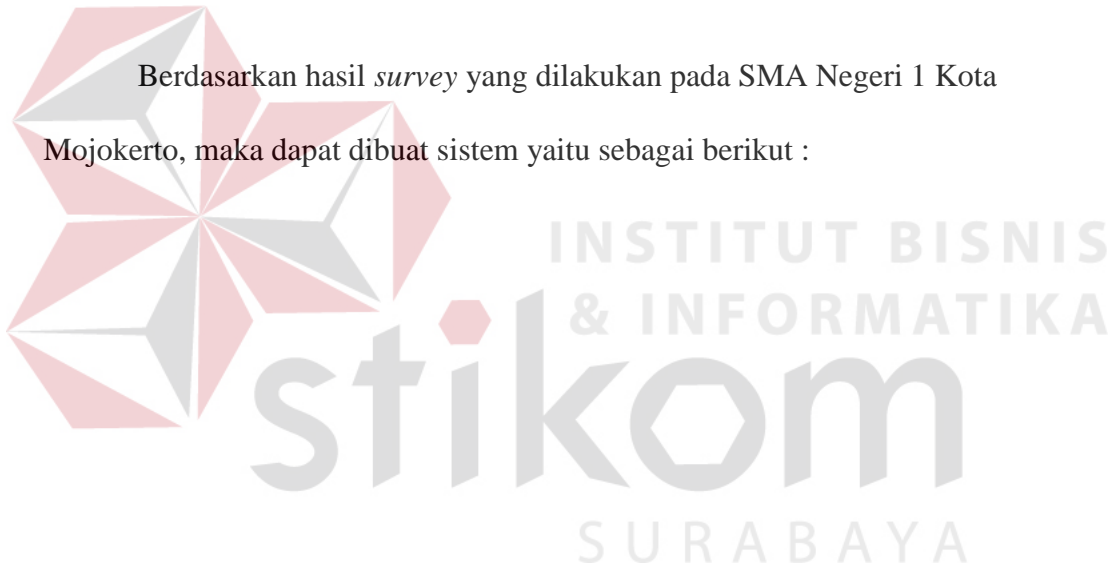 Berdasarkan hasil survey yang dilakukan pada SMA Negeri 1 Kota
Mojokerto, maka dapat dibuat sistem yaitu sebagai berikut :
INSTITUT BISNIS
& INFORMATIKA
stikom
SURABAYA